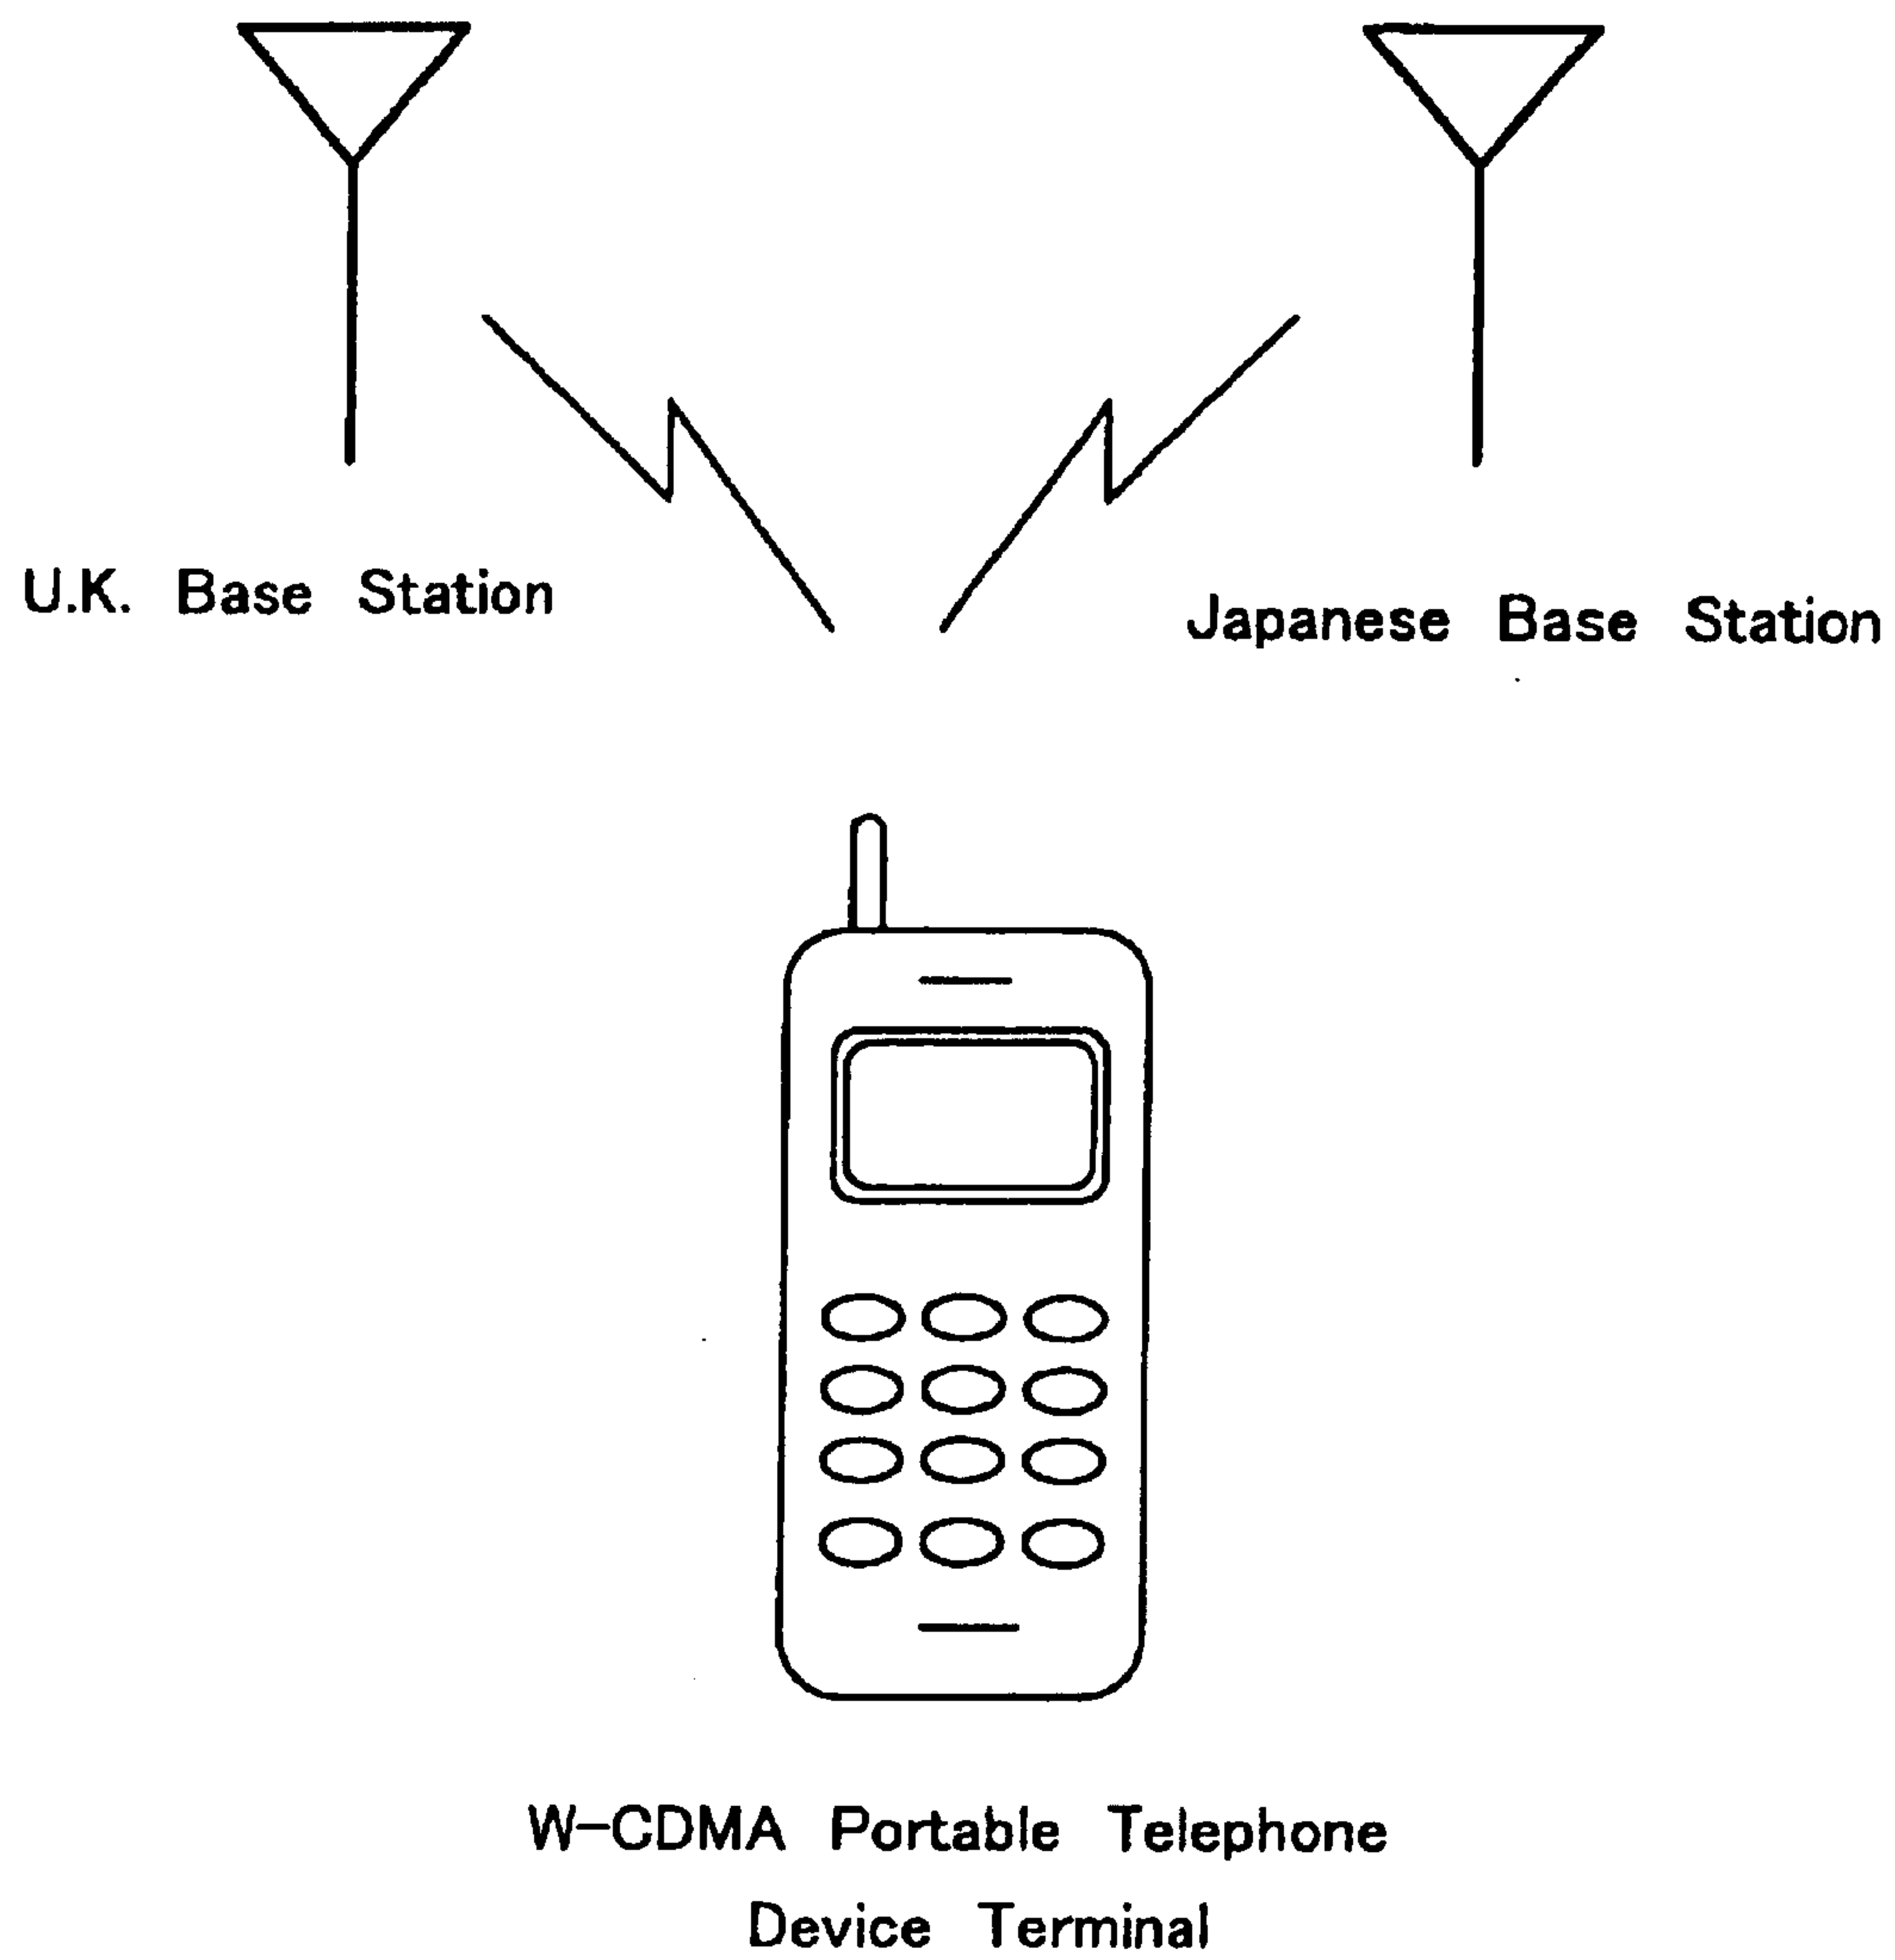 U.K. Base Station
Japanese Base Station
W-CDMA Portable Telephone
Device Terminal